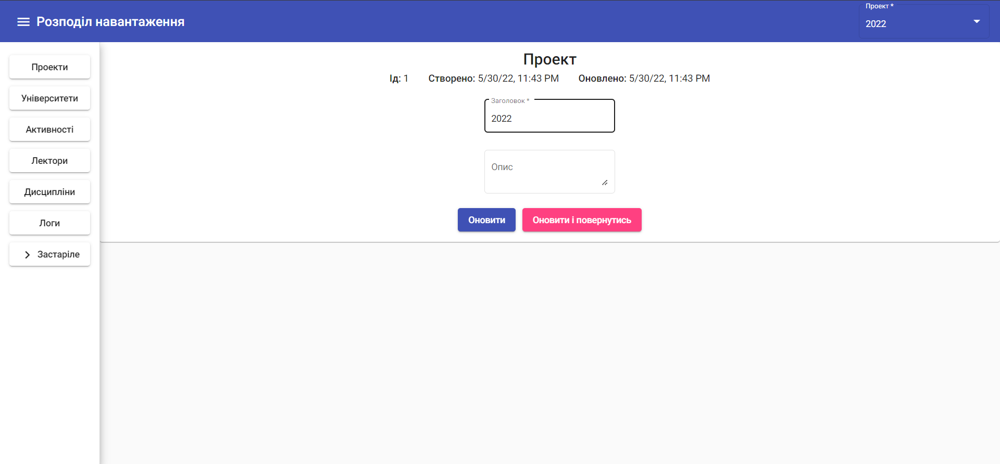 Розподіл навантаження
Проект *
2022
Проекти
Університети
Активності
Лектори
Дисципліни
Логи
Застаріле
Проект
Ід: 1 Створено: 5/30/22, 11:43 PM Оновлено: 5/30/22, 11:43 PM
Заголовок *
2022
Опис
Оновити Оновити і повернутись